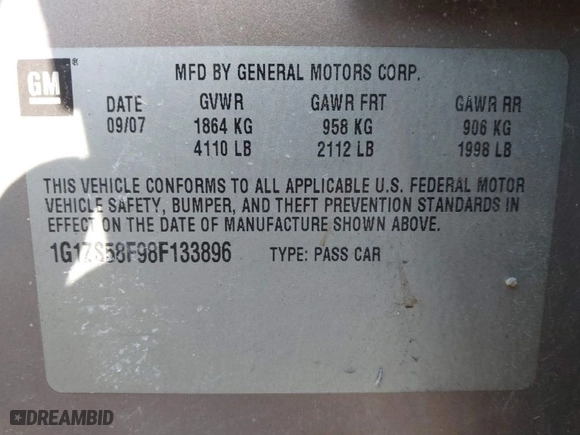 GM
MFD BY GENERAL MOTORS CORP.
DATE GVWR GAWR FRT GAWR RR
09/07 1864 KG 958 KG 906 KG
4110 LB 2112 LB 1998 LB
THIS VEHICLE CONFORMS TO ALL APPLICABLE U.S. FEDERAL MOTOR
VEHICLE SAFETY, BUMPER, AND THEFT PREVENTION STANDARDS IN
EFFECT ON THE DATE OF MANUFACTURE SHOWN ABOVE.
1G1ZS58F98F133896 TYPE: PASS CAR
DREAMBID